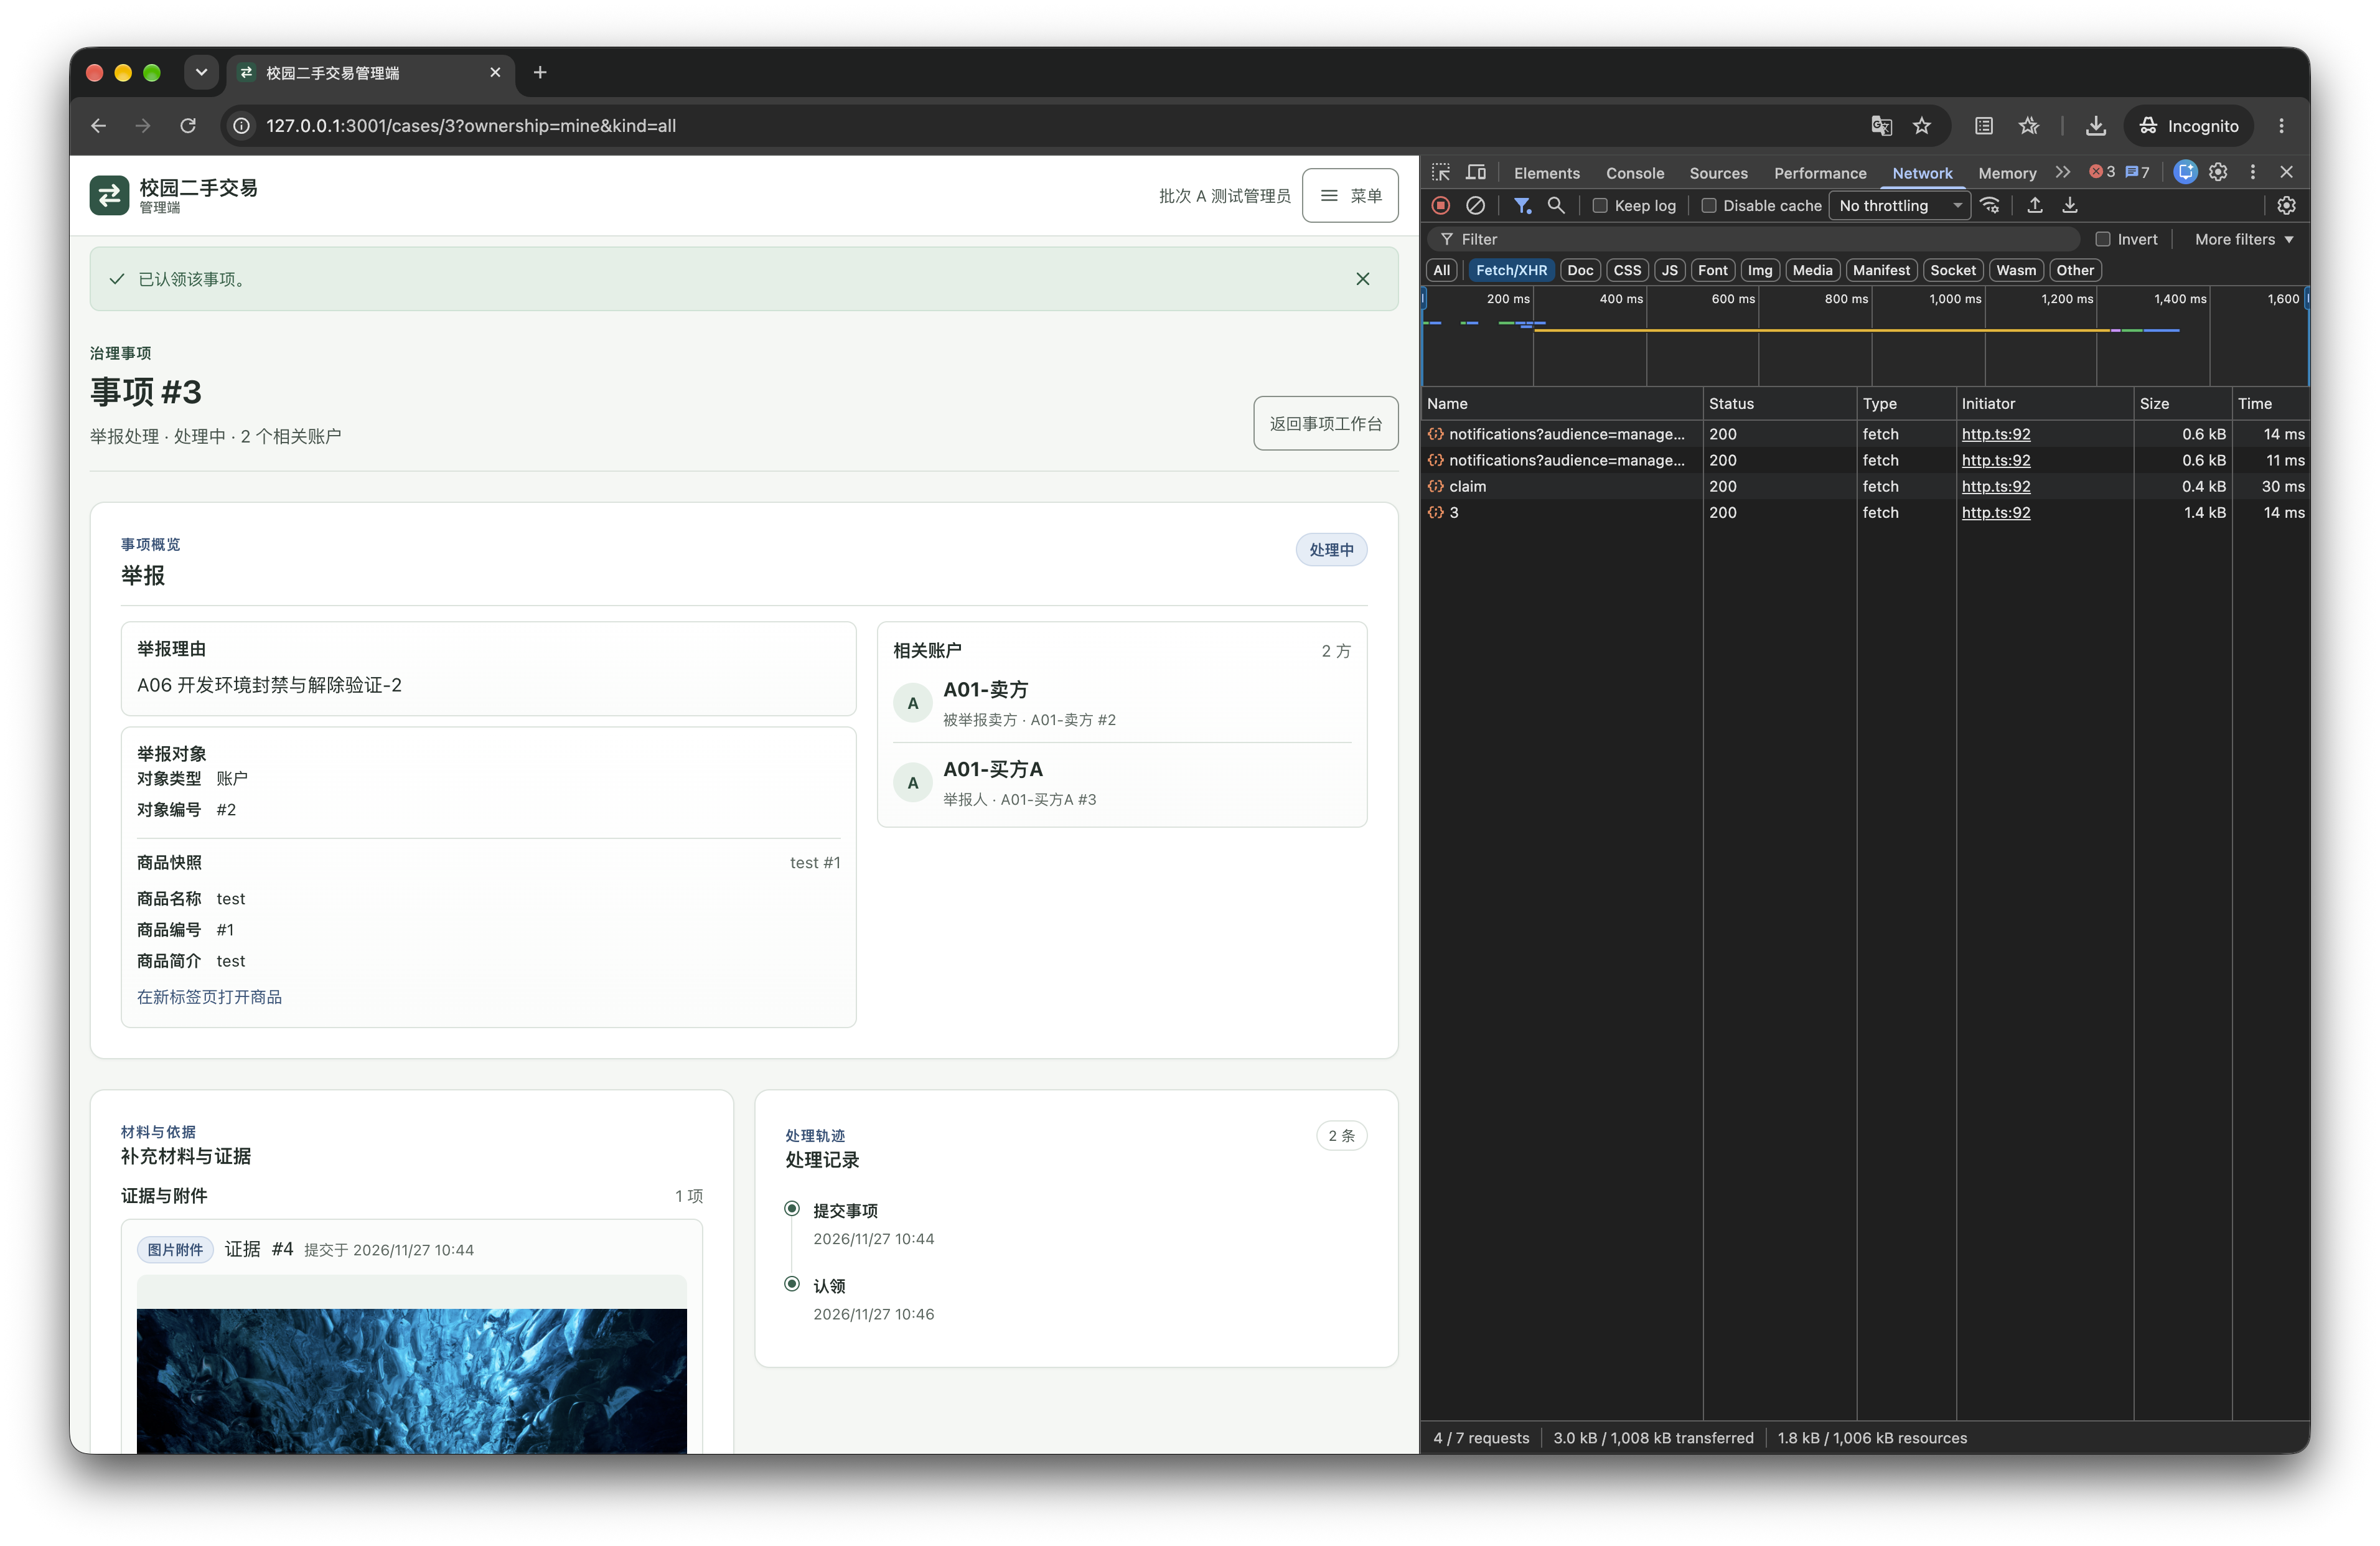 校园二手交易管理端
127.0.0.1:3001/cases/3?ownership=mine&kind=all
Incognito
校园二手交易
管理端
批次 A 测试管理员
菜单
已认领该事项。
治理事项
事项 #3
举报处理 · 处理中 · 2 个相关账户
返回事项工作台
事项概览
举报
处理中
举报理由
A06 开发环境封禁与解除验证-2
举报对象
对象类型 账户
对象编号 #2
商品快照 test #1
商品名称 test
商品编号 #1
商品简介 test
在新标签页打开商品
相关账户 2 方
A
A01-卖方
被举报卖方 · A01-卖方 #2
A
A01-买方A
举报人 · A01-买方A #3
材料与依据
补充材料与证据
证据与附件 1 项
图片附件 证据 #4 提交于 2026/11/27 10:44
处理轨迹
处理记录
2 条
提交事项
2026/11/27 10:44
认领
2026/11/27 10:46
Elements Console Sources Performance Network Memory 3 7
Keep log Disable cache No throttling
Filter Invert More filters
All Fetch/XHR Doc CSS JS Font Img Media Manifest Socket Wasm Other
200 ms 400 ms 600 ms 800 ms 1,000 ms 1,200 ms 1,400 ms 1,600
Name Status Type Initiator Size Time
notifications?audience=manage... 200 fetch http.ts:92 0.6 kB 14 ms
notifications?audience=manage... 200 fetch http.ts:92 0.6 kB 11 ms
claim 200 fetch http.ts:92 0.4 kB 30 ms
3 200 fetch http.ts:92 1.4 kB 14 ms
4 / 7 requests 3.0 kB / 1,008 kB transferred 1.8 kB / 1,006 kB resources